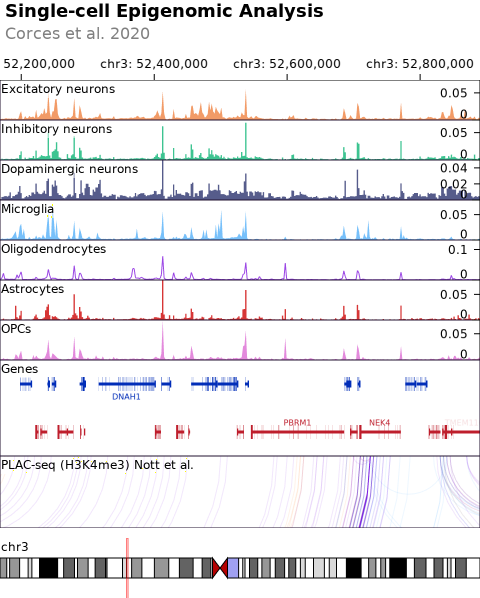 Single-cell Epigenomic Analysis
Corces et al. 2020
52,200,000 chr3: 52,400,000 chr3: 52,600,000 chr3: 52,800,000
Excitatory neurons 0.05
0
Inhibitory neurons 0.05
0
Dopaminergic neurons 0.04
0.02
0
Microglia 0.05
0
Oligodendrocytes 0.1
0
Astrocytes 0.05
0
OPCs 0.05
0
Genes
DNAH1
PBRM1 NEK4
PLAC-seq (H3K4me3) Nott et al.
chr3